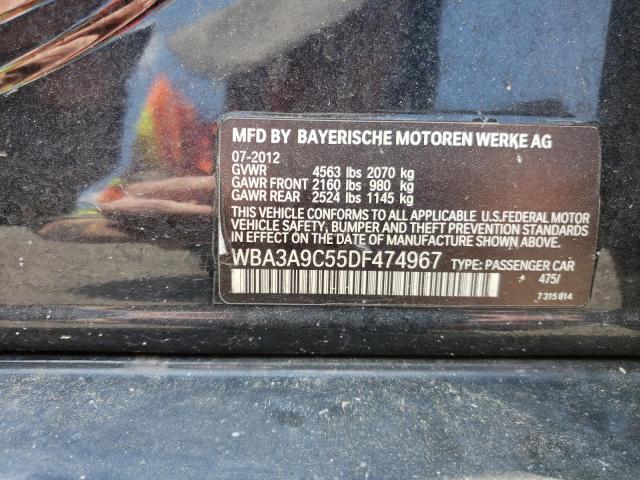 MFD BY BAYERISCHE MOTOREN WERKE AG
07-2012
GVWR 4563 lbs 2070 kg
GAWR FRONT 2160 lbs 980 kg
GAWR REAR 2524 lbs 1145 kg
THIS VEHICLE CONFORMS TO ALL APPLICABLE U.S.FEDERAL MOTOR
VEHICLE SAFETY, BUMPER AND THEFT PREVENTION STANDARDS
IN EFFECT ON THE DATE OF MANUFACTURE SHOWN ABOVE.
WBA3A9C55DF474967 TYPE: PASSENGER CAR
475/
7 315 814